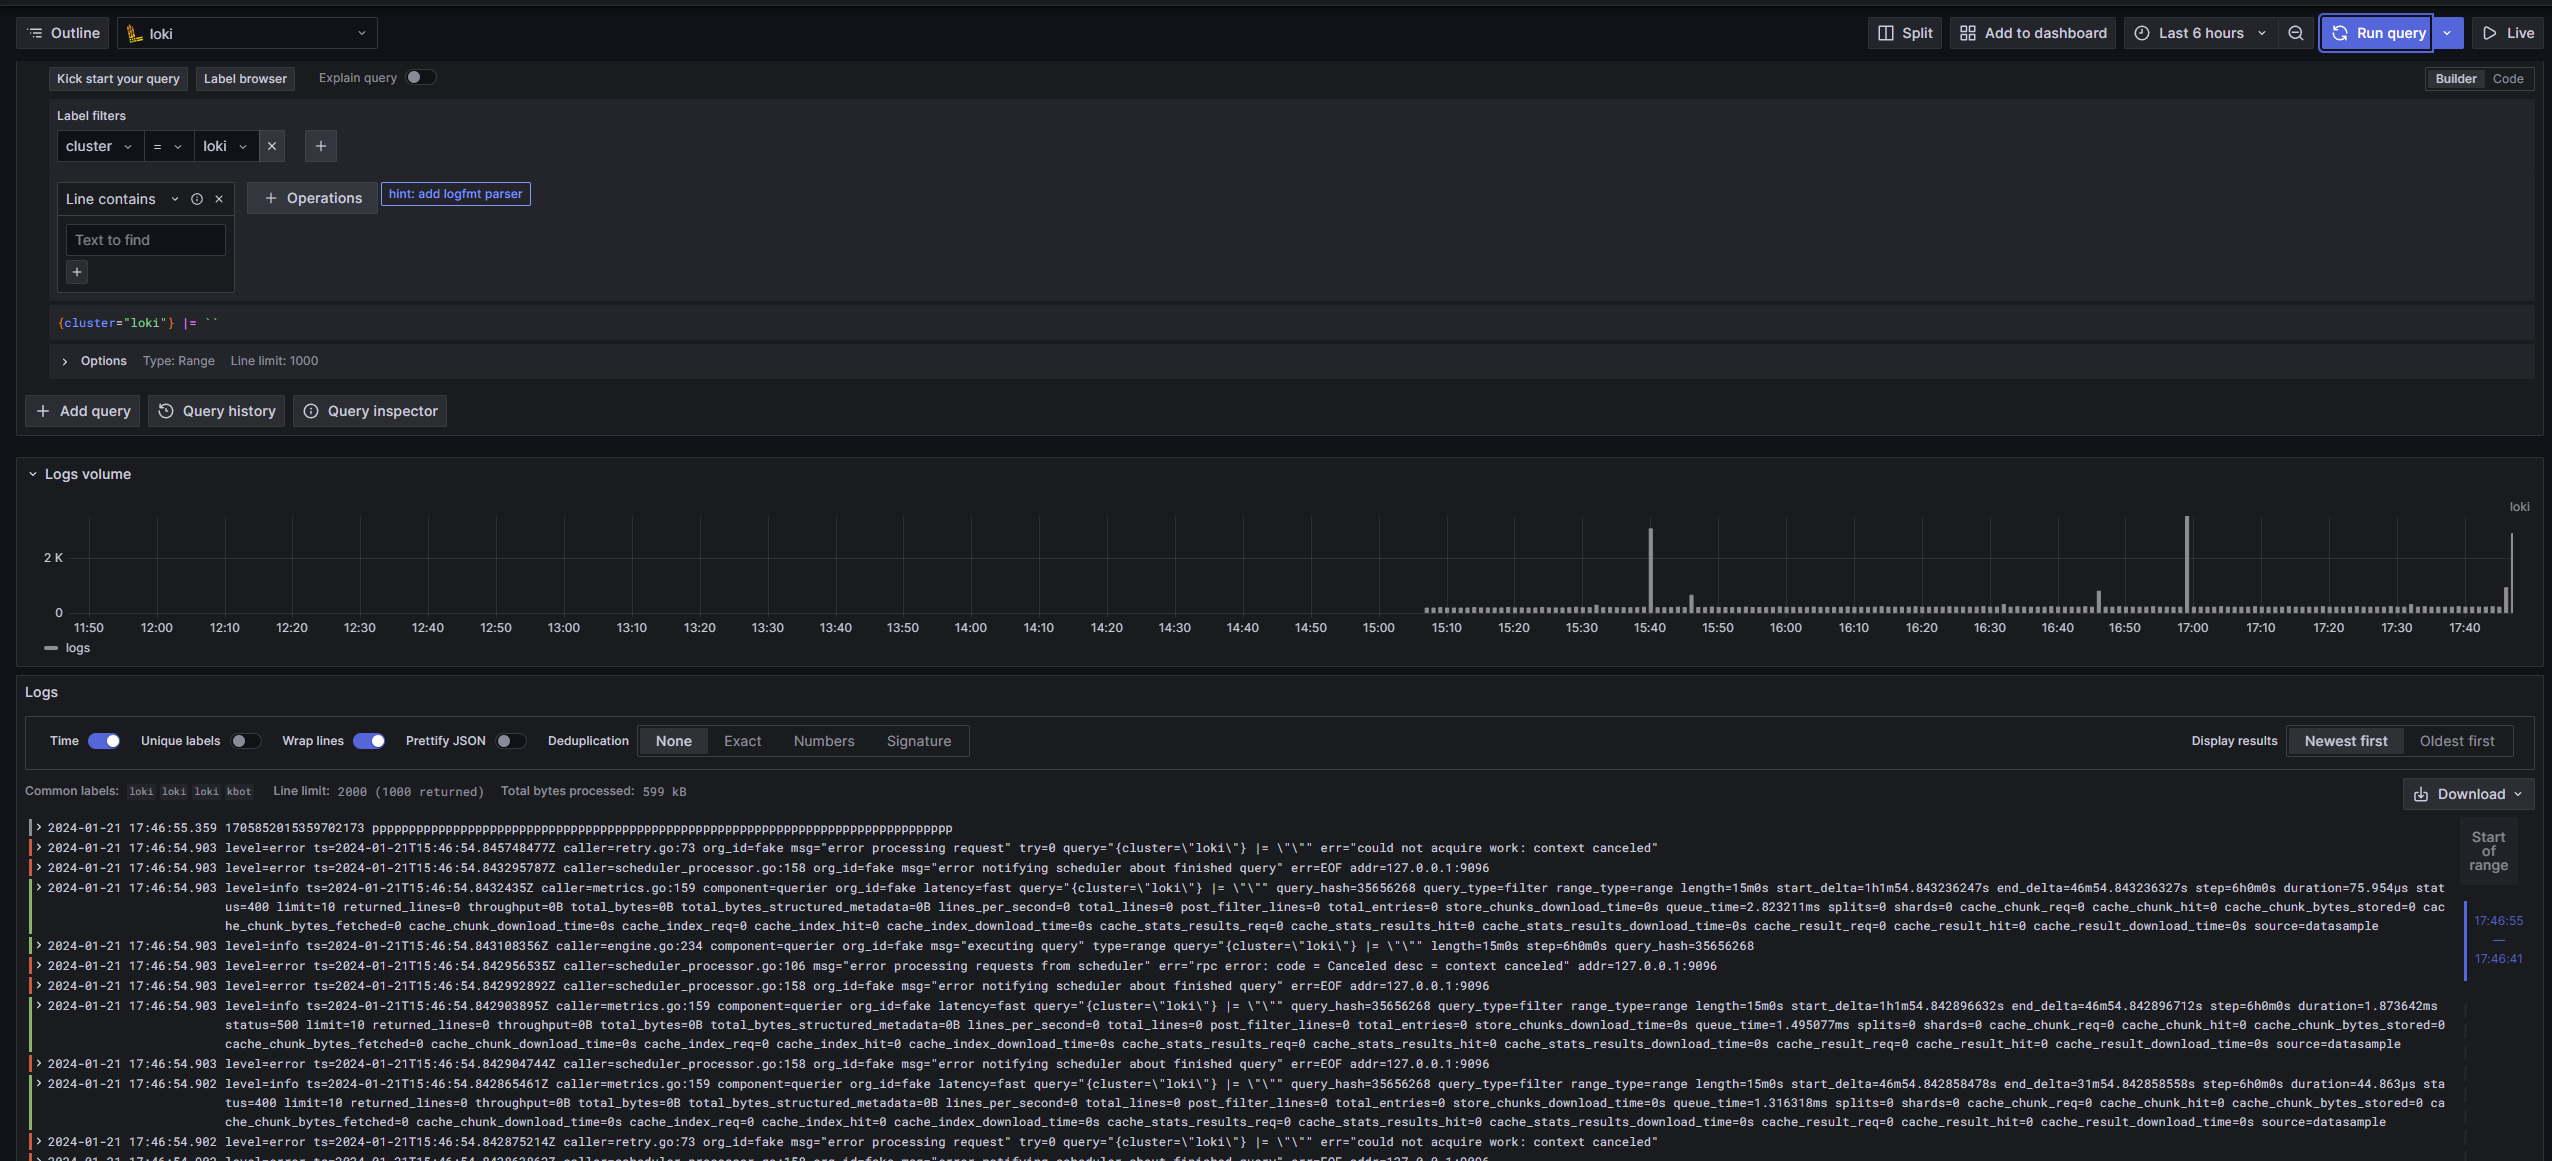 Outline loki Split Add to dashboard Last 6 hours Run query Live
Kick start your query Label browser Explain query Builder Code
Label filters
cluster = loki
Line contains Operations hint: add logfmt parser
Text to find
{cluster="loki"} |= ``
Options Type: Range Line limit: 1000
Add query Query history Query inspector
Logs volume
loki
2 K
0
11:50 12:00 12:10 12:20 12:30 12:40 12:50 13:00 13:10 13:20 13:30 13:40 13:50 14:00 14:10 14:20 14:30 14:40 14:50 15:00 15:10 15:20 15:30 15:40 15:50 16:00 16:10 16:20 16:30 16:40 16:50 17:00 17:10 17:20 17:30 17:40
logs
Logs
Time Unique labels Wrap lines Prettify JSON Deduplication None Exact Numbers Signature Display results Newest first Oldest first
Common labels: loki loki loki kbot Line limit: 2000 (1000 returned) Total bytes processed: 599 kB Download
2024-01-21 17:46:55.359 1705852015359702173 ppppppppppppppppppppppppppppppppppppppppppppppppppppppppppppppppppppppppppppppp
2024-01-21 17:46:54.903 level=error ts=2024-01-21T15:46:54.845748477Z caller=retry.go:73 org_id=fake msg="error processing request" try=0 query="{cluster=\"loki\"} |= \"\"" err="could not acquire work: context canceled"
2024-01-21 17:46:54.903 level=error ts=2024-01-21T15:46:54.843295787Z caller=scheduler_processor.go:158 org_id=fake msg="error notifying scheduler about finished query" err=EOF addr=127.0.0.1:9096
2024-01-21 17:46:54.903 level=info ts=2024-01-21T15:46:54.8432435Z caller=metrics.go:159 component=querier org_id=fake latency=fast query="{cluster=\"loki\"} |= \"\"" query_hash=35656268 query_type=filter range_type=range length=15m0s start_delta=1h1m54.843236247s end_delta=46m54.843236327s step=6h0m0s duration=75.954µs sta
tus=400 limit=10 returned_lines=0 throughput=0B total_bytes=0B total_bytes_structured_metadata=0B lines_per_second=0 total_lines=0 post_filter_lines=0 total_entries=0 store_chunks_download_time=0s queue_time=2.823211ms splits=0 shards=0 cache_chunk_req=0 cache_chunk_hit=0 cache_chunk_bytes_stored=0 cac
he_chunk_bytes_fetched=0 cache_chunk_download_time=0s cache_index_req=0 cache_index_hit=0 cache_index_download_time=0s cache_stats_results_req=0 cache_stats_results_hit=0 cache_stats_results_download_time=0s cache_result_req=0 cache_result_hit=0 cache_result_download_time=0s source=datasample
2024-01-21 17:46:54.903 level=info ts=2024-01-21T15:46:54.843108356Z caller=engine.go:234 component=querier org_id=fake msg="executing query" type=range query="{cluster=\"loki\"} |= \"\"" length=15m0s step=6h0m0s query_hash=35656268
2024-01-21 17:46:54.903 level=error ts=2024-01-21T15:46:54.842956535Z caller=scheduler_processor.go:106 msg="error processing requests from scheduler" err="rpc error: code = Canceled desc = context canceled" addr=127.0.0.1:9096
2024-01-21 17:46:54.903 level=error ts=2024-01-21T15:46:54.842992892Z caller=scheduler_processor.go:158 org_id=fake msg="error notifying scheduler about finished query" err=EOF addr=127.0.0.1:9096
2024-01-21 17:46:54.903 level=info ts=2024-01-21T15:46:54.842903895Z caller=metrics.go:159 component=querier org_id=fake latency=fast query="{cluster=\"loki\"} |= \"\"" query_hash=35656268 query_type=filter range_type=range length=15m0s start_delta=1h1m54.842896632s end_delta=46m54.842896712s step=6h0m0s duration=1.873642ms
status=500 limit=10 returned_lines=0 throughput=0B total_bytes=0B total_bytes_structured_metadata=0B lines_per_second=0 total_lines=0 post_filter_lines=0 total_entries=0 store_chunks_download_time=0s queue_time=1.495077ms splits=0 shards=0 cache_chunk_req=0 cache_chunk_hit=0 cache_chunk_bytes_stored=0
cache_chunk_bytes_fetched=0 cache_chunk_download_time=0s cache_index_req=0 cache_index_hit=0 cache_index_download_time=0s cache_stats_results_req=0 cache_stats_results_hit=0 cache_stats_results_download_time=0s cache_result_req=0 cache_result_hit=0 cache_result_download_time=0s source=datasample
2024-01-21 17:46:54.903 level=error ts=2024-01-21T15:46:54.842904744Z caller=scheduler_processor.go:158 org_id=fake msg="error notifying scheduler about finished query" err=EOF addr=127.0.0.1:9096
2024-01-21 17:46:54.902 level=info ts=2024-01-21T15:46:54.842865461Z caller=metrics.go:159 component=querier org_id=fake latency=fast query="{cluster=\"loki\"} |= \"\"" query_hash=35656268 query_type=filter range_type=range length=15m0s start_delta=46m54.842858478s end_delta=31m54.842858558s step=6h0m0s duration=44.863µs sta
tus=400 limit=10 returned_lines=0 throughput=0B total_bytes=0B total_bytes_structured_metadata=0B lines_per_second=0 total_lines=0 post_filter_lines=0 total_entries=0 store_chunks_download_time=0s queue_time=1.316318ms splits=0 shards=0 cache_chunk_req=0 cache_chunk_hit=0 cache_chunk_bytes_stored=0 cac
he_chunk_bytes_fetched=0 cache_chunk_download_time=0s cache_index_req=0 cache_index_hit=0 cache_index_download_time=0s cache_stats_results_req=0 cache_stats_results_hit=0 cache_stats_results_download_time=0s cache_result_req=0 cache_result_hit=0 cache_result_download_time=0s source=datasample
2024-01-21 17:46:54.902 level=error ts=2024-01-21T15:46:54.842875214Z caller=retry.go:73 org_id=fake msg="error processing request" try=0 query="{cluster=\"loki\"} |= \"\"" err="could not acquire work: context canceled"
Start
of
range
17:46:55
—
17:46:41